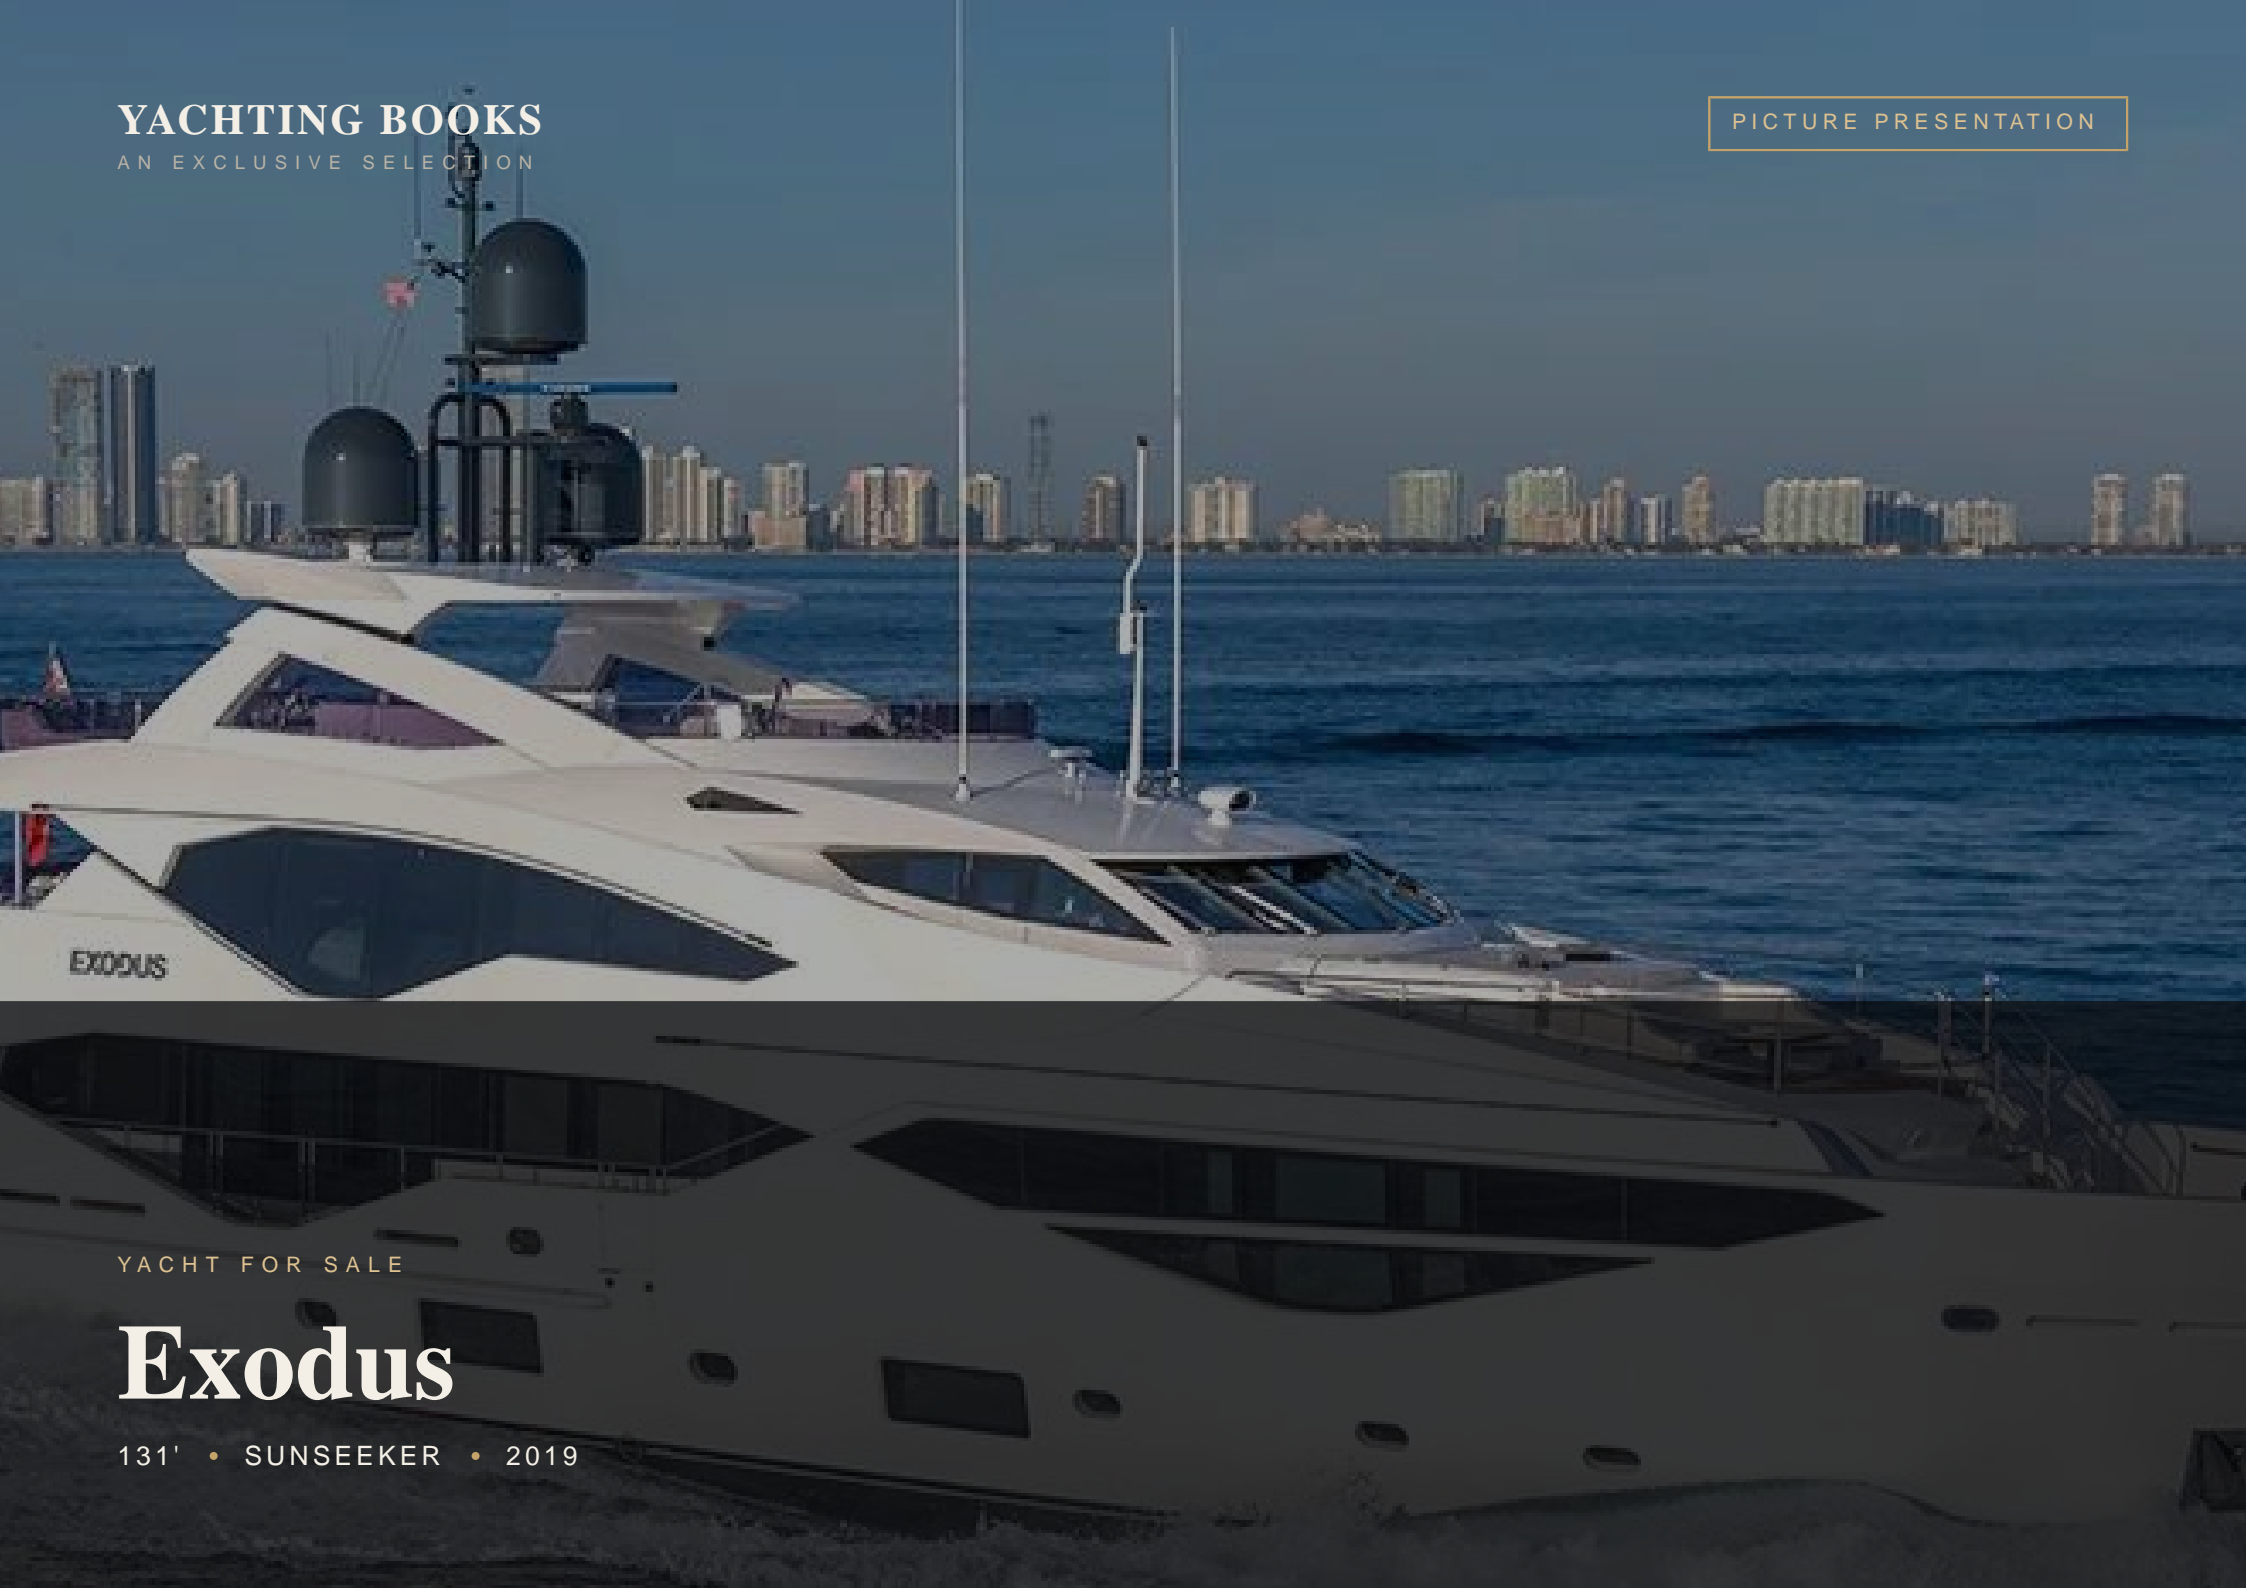 YACHTING BOOKS
AN EXCLUSIVE SELECTION
PICTURE PRESENTATION
EXODUS
YACHT FOR SALE
Exodus
131' • SUNSEEKER • 2019